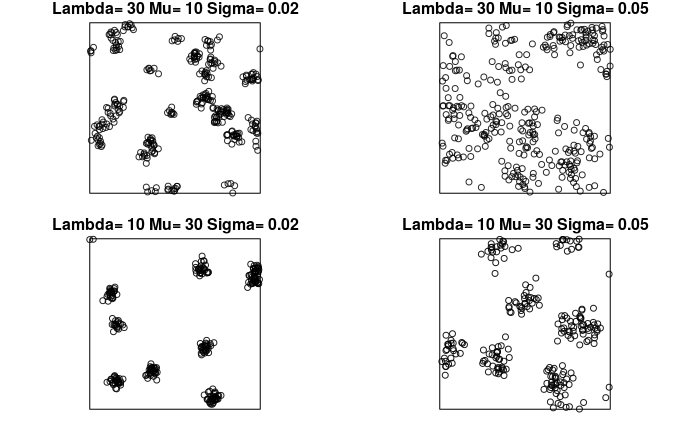 Lambda= 30 Mu= 10 Sigma= 0.02
Lambda= 30 Mu= 10 Sigma= 0.05
Lambda= 10 Mu= 30 Sigma= 0.02
Lambda= 10 Mu= 30 Sigma= 0.05